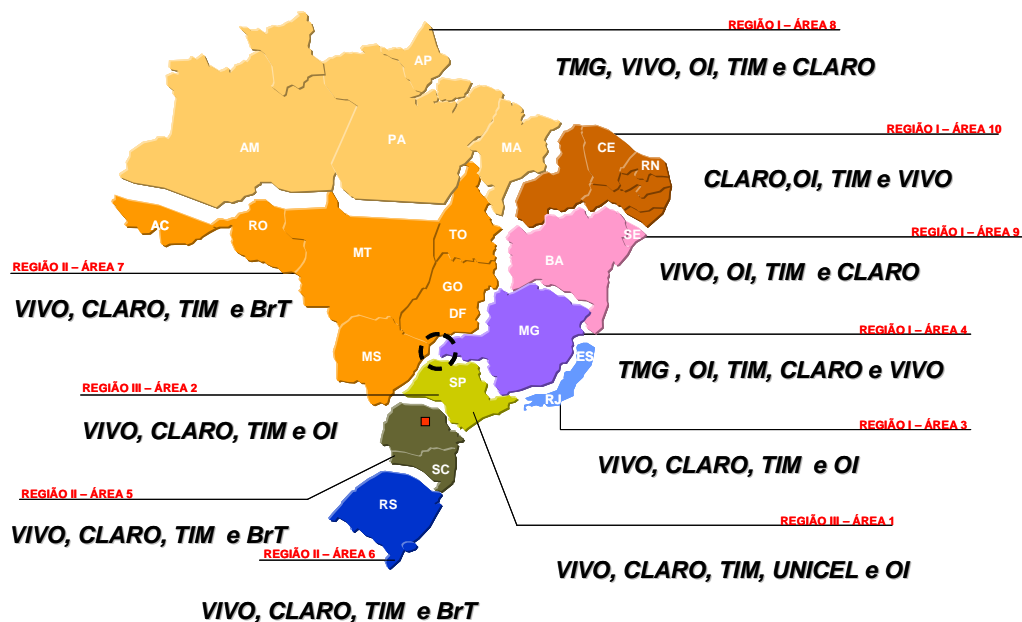 REGIÃO I – ÁREA 8
TMG, VIVO, OI, TIM e CLARO
AP
AM
PA
MA
REGIÃO I – ÁREA 10
CE
RN
CLARO,OI, TIM e VIVO
AC
RO
MT
TO
SE
REGIÃO I – ÁREA 9
BA
VIVO, OI, TIM e CLARO
REGIÃO II – ÁREA 7
VIVO, CLARO, TIM e BrT
GO
DF
MG
REGIÃO I – ÁREA 4
TMG , OI, TIM, CLARO e VIVO
MS
ES
SP
RJ
REGIÃO III – ÁREA 2
VIVO, CLARO, TIM e OI
REGIÃO I – ÁREA 3
VIVO, CLARO, TIM e OI
SC
REGIÃO II – ÁREA 5
VIVO, CLARO, TIM e BrT
RS
REGIÃO III – ÁREA 1
VIVO, CLARO, TIM, UNICEL e OI
REGIÃO II – ÁREA 6
VIVO, CLARO, TIM e BrT